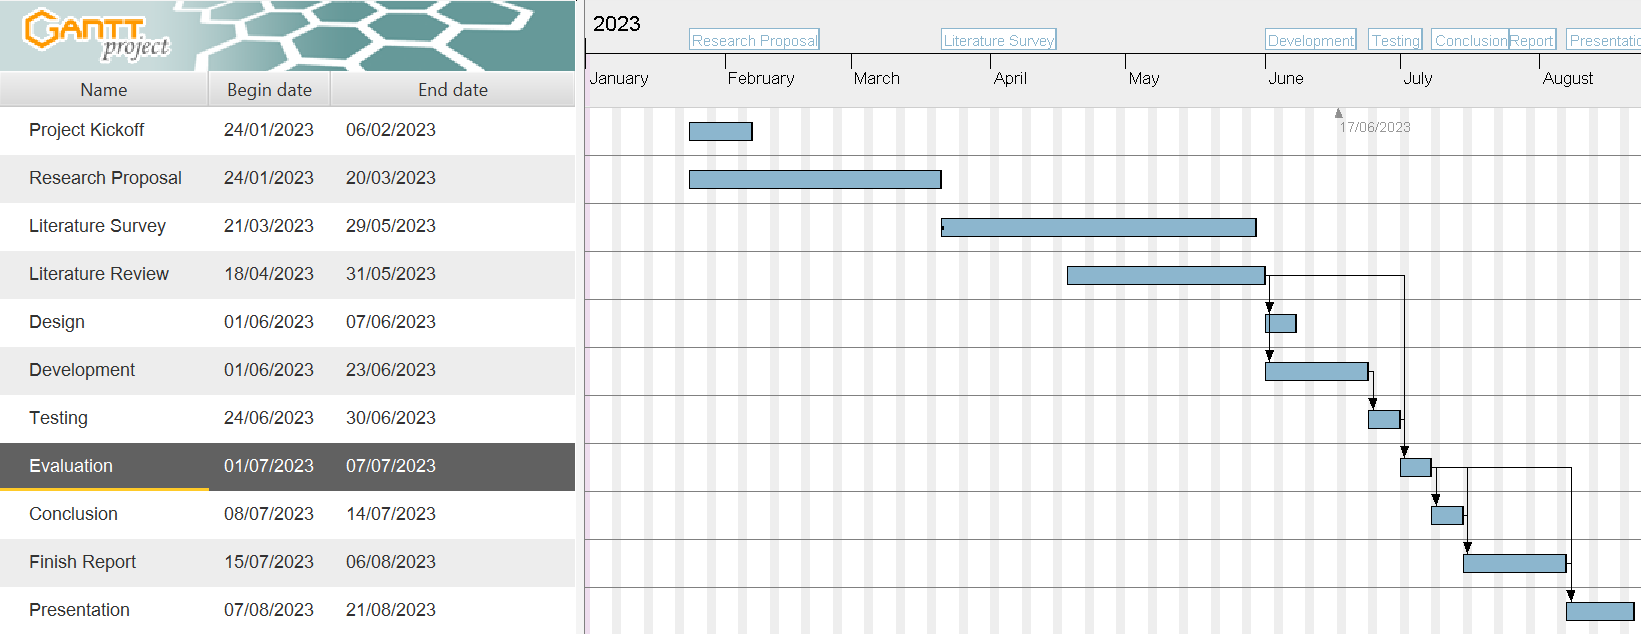 GANTT
project
2023
Research Proposal Literature Survey Development Testing Conclusion Report Presentatio
January February March April May June July August
Name Begin date End date
17/06/2023
Project Kickoff 24/01/2023 06/02/2023
Research Proposal 24/01/2023 20/03/2023
Literature Survey 21/03/2023 29/05/2023
Literature Review 18/04/2023 31/05/2023
Design 01/06/2023 07/06/2023
Development 01/06/2023 23/06/2023
Testing 24/06/2023 30/06/2023
Evaluation 01/07/2023 07/07/2023
Conclusion 08/07/2023 14/07/2023
Finish Report 15/07/2023 06/08/2023
Presentation 07/08/2023 21/08/2023